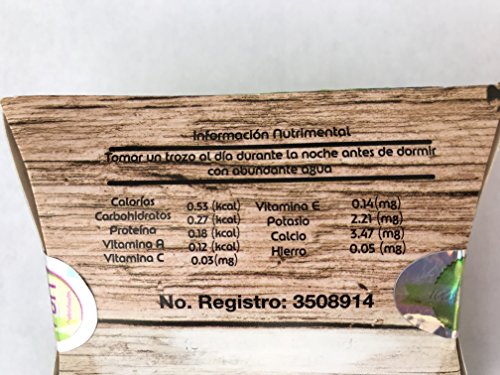 Información Nutrimental
Tomar un trozo al día durante la noche antes de dormir
con abundante agua
Calorías 0.53 (kcal) Vitamina E 0.14(mg)
Carbohidratos 0.27 (kcal) Potasio 2.21 (mg)
Proteína 0.18 (kcal) Calcio 3.47 (mg)
Vitamina A 0.12 (kcal) Hierro 0.05 (mg)
Vitamina C 0.03(mg)
No. Registro: 3508914